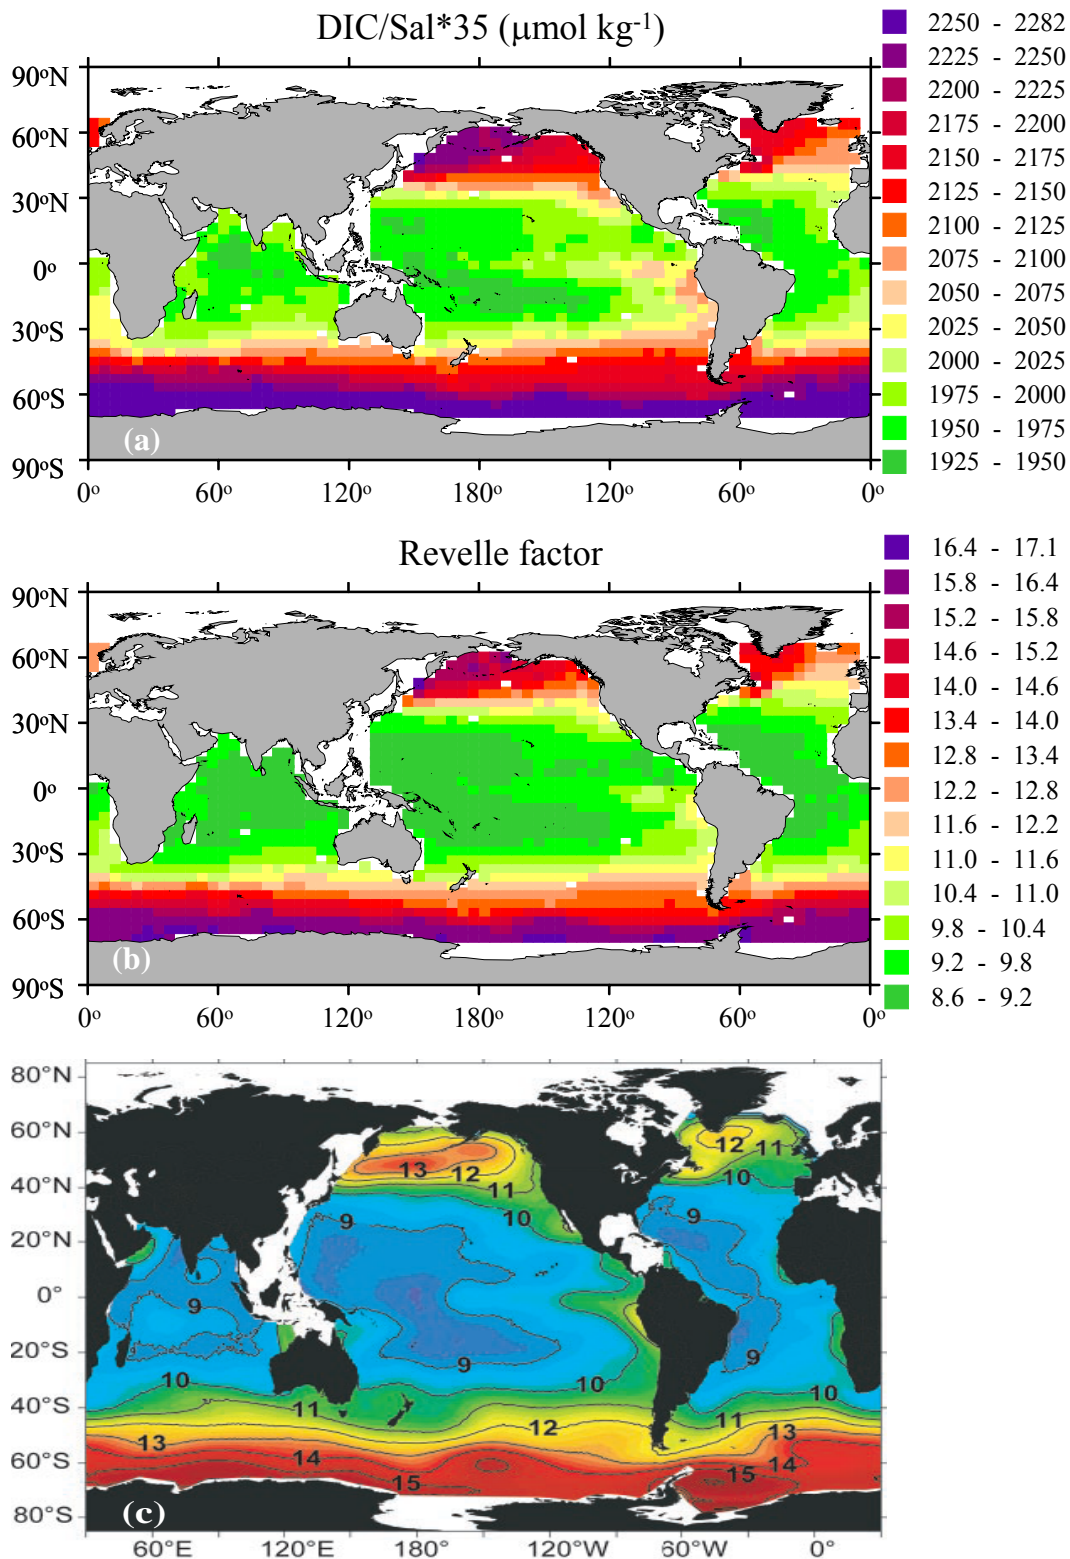 DIC/Sal*35 (μmol kg-1)
90ºN
60ºN
30ºN
0º
30ºS
60ºS
90ºS
(a)
0º 60º 120º 180º 120º 60º 0º
2250 - 2282
2225 - 2250
2200 - 2225
2175 - 2200
2150 - 2175
2125 - 2150
2100 - 2125
2075 - 2100
2050 - 2075
2025 - 2050
2000 - 2025
1975 - 2000
1950 - 1975
1925 - 1950
Revelle factor
90ºN
60ºN
30ºN
0º
30ºS
60ºS
90ºS
(b)
0º 60º 120º 180º 120º 60º 0º
16.4 - 17.1
15.8 - 16.4
15.2 - 15.8
14.6 - 15.2
14.0 - 14.6
13.4 - 14.0
12.8 - 13.4
12.2 - 12.8
11.6 - 12.2
11.0 - 11.6
10.4 - 11.0
9.8 - 10.4
9.2 - 9.8
8.6 - 9.2
80°N
60°N
40°N
20°N
0°
20°S
40°S
60°S
80°S
13 12 11 10 12 11 10
9 9
9
9 9
10 10 10
11 12 11
13 13
14 14
15 15
(c)
60°E 120°E 180° 120°W 60°W 0°